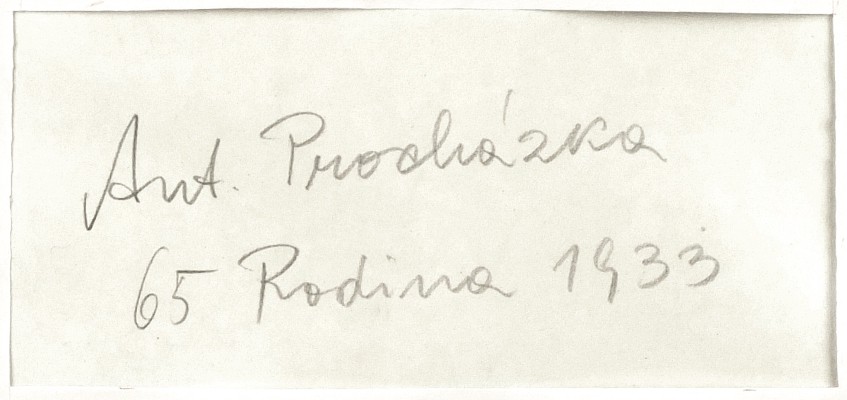 Ant. Procházka
65 Rodina 1933